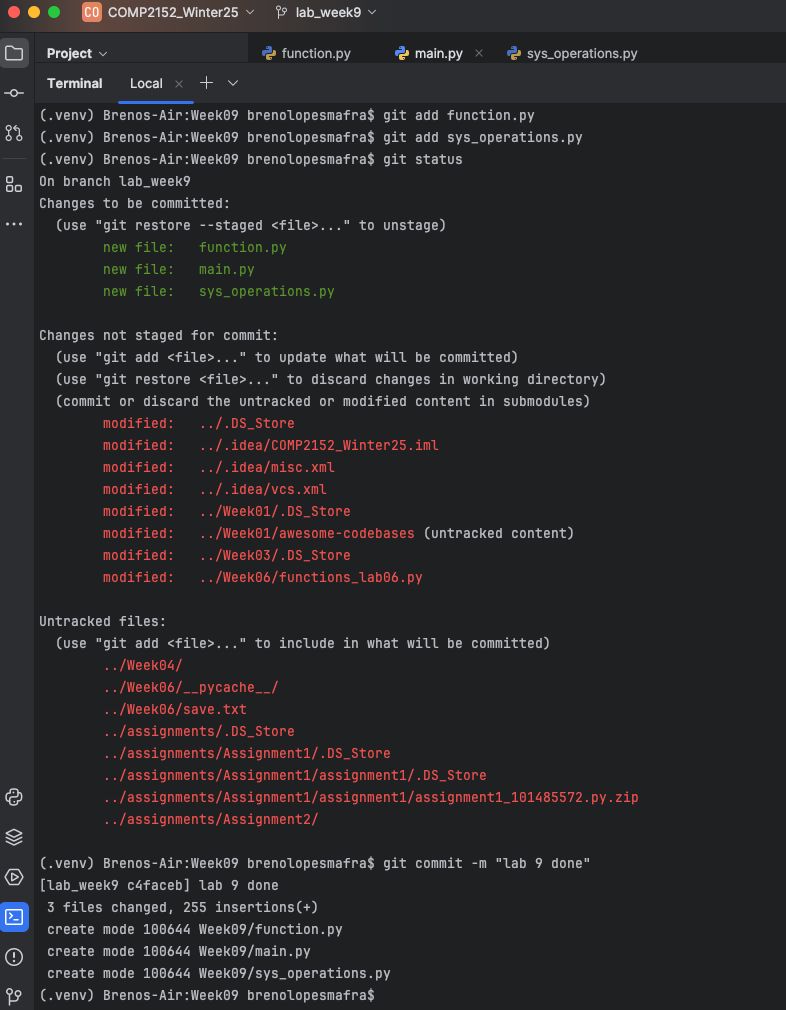 CO COMP2152_Winter25 lab_week9
Project function.py main.py sys_operations.py
Terminal Local
(.venv) Brenos-Air:Week09 brenolopesmafra$ git add function.py
(.venv) Brenos-Air:Week09 brenolopesmafra$ git add sys_operations.py
(.venv) Brenos-Air:Week09 brenolopesmafra$ git status
On branch lab_week9
Changes to be committed:
  (use "git restore --staged <file>..." to unstage)
        new file:   function.py
        new file:   main.py
        new file:   sys_operations.py

Changes not staged for commit:
  (use "git add <file>..." to update what will be committed)
  (use "git restore <file>..." to discard changes in working directory)
  (commit or discard the untracked or modified content in submodules)
        modified:   ../.DS_Store
        modified:   ../.idea/COMP2152_Winter25.iml
        modified:   ../.idea/misc.xml
        modified:   ../.idea/vcs.xml
        modified:   ../Week01/.DS_Store
        modified:   ../Week01/awesome-codebases (untracked content)
        modified:   ../Week03/.DS_Store
        modified:   ../Week06/functions_lab06.py

Untracked files:
  (use "git add <file>..." to include in what will be committed)
        ../Week04/
        ../Week06/__pycache__/
        ../Week06/save.txt
        ../assignments/.DS_Store
        ../assignments/Assignment1/.DS_Store
        ../assignments/Assignment1/assignment1/.DS_Store
        ../assignments/Assignment1/assignment1/assignment1_101485572.py.zip
        ../assignments/Assignment2/

(.venv) Brenos-Air:Week09 brenolopesmafra$ git commit -m "lab 9 done"
[lab_week9 c4faceb] lab 9 done
 3 files changed, 255 insertions(+)
 create mode 100644 Week09/function.py
 create mode 100644 Week09/main.py
 create mode 100644 Week09/sys_operations.py
(.venv) Brenos-Air:Week09 brenolopesmafra$